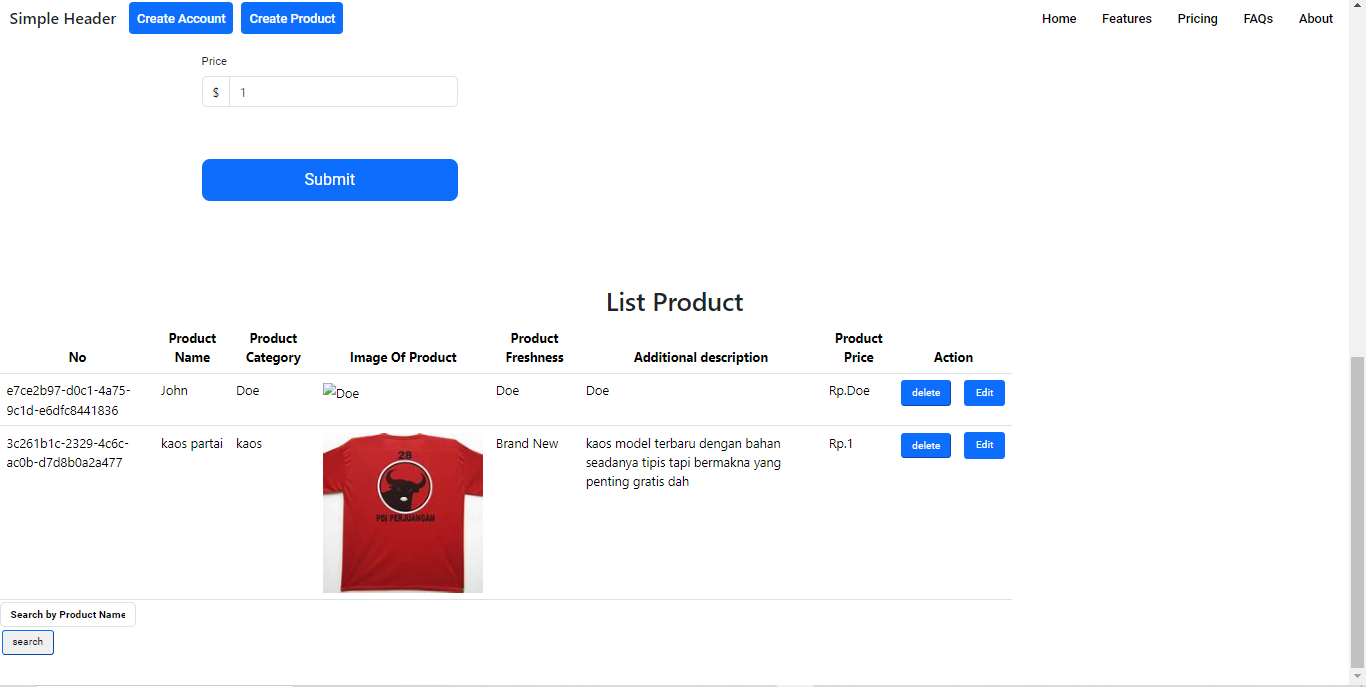 Simple Header Create Account Create Product Home Features Pricing FAQs About
Price
$ 1
Submit
List Product
No Product Name Product Category Image Of Product Product Freshness Additional description Product Price Action
e7ce2b97-d0c1-4a75- John Doe Doe Doe Doe Rp.Doe delete Edit
9c1d-e6dfc8441836
3c261b1c-2329-4c6c- kaos partai kaos Brand New kaos model terbaru dengan bahan Rp.1 delete Edit
ac0b-d7d8b0a2a477 seadanya tipis tapi bermakna yang
penting gratis dah
28
PDI PERJUANGAN
Search by Product Name
search